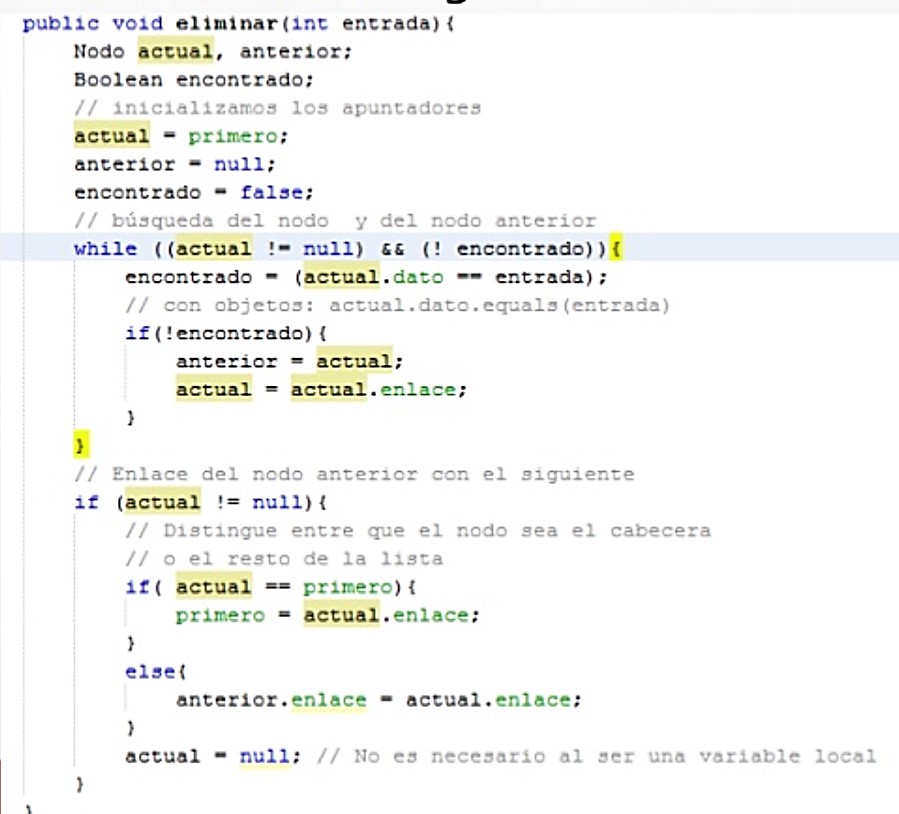 public void eliminar(int entrada){
Nodo actual, anterior;
Boolean encontrado;
// inicializamos los apuntadores
actual = primero;
anterior = null;
encontrado = false;
// búsqueda del nodo  y del nodo anterior
while ((actual != null) && (! encontrado)){
encontrado = (actual.dato == entrada);
// con objetos: actual.dato.equals(entrada)
if(!encontrado){
anterior = actual;
actual = actual.enlace;
}
}
// Enlace del nodo anterior con el siguiente
if (actual != null){
// Distingue entre que el nodo sea el cabecera
// o el resto de la lista
if( actual == primero){
primero = actual.enlace;
}
else{
anterior.enlace = actual.enlace;
}
actual = null; // No es necesario al ser una variable local
}
}